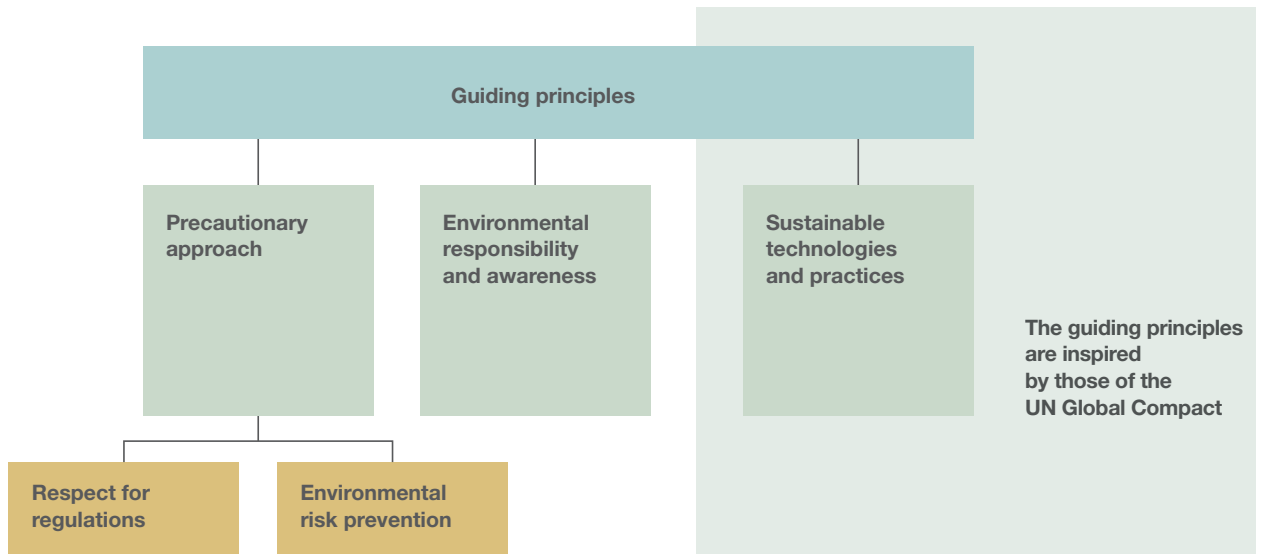 Guiding principles
Precautionary
approach
Environmental
responsibility
and awareness
Sustainable
technologies
and practices
The guiding principles
are inspired
by those of the
UN Global Compact
Respect for
regulations
Environmental
risk prevention